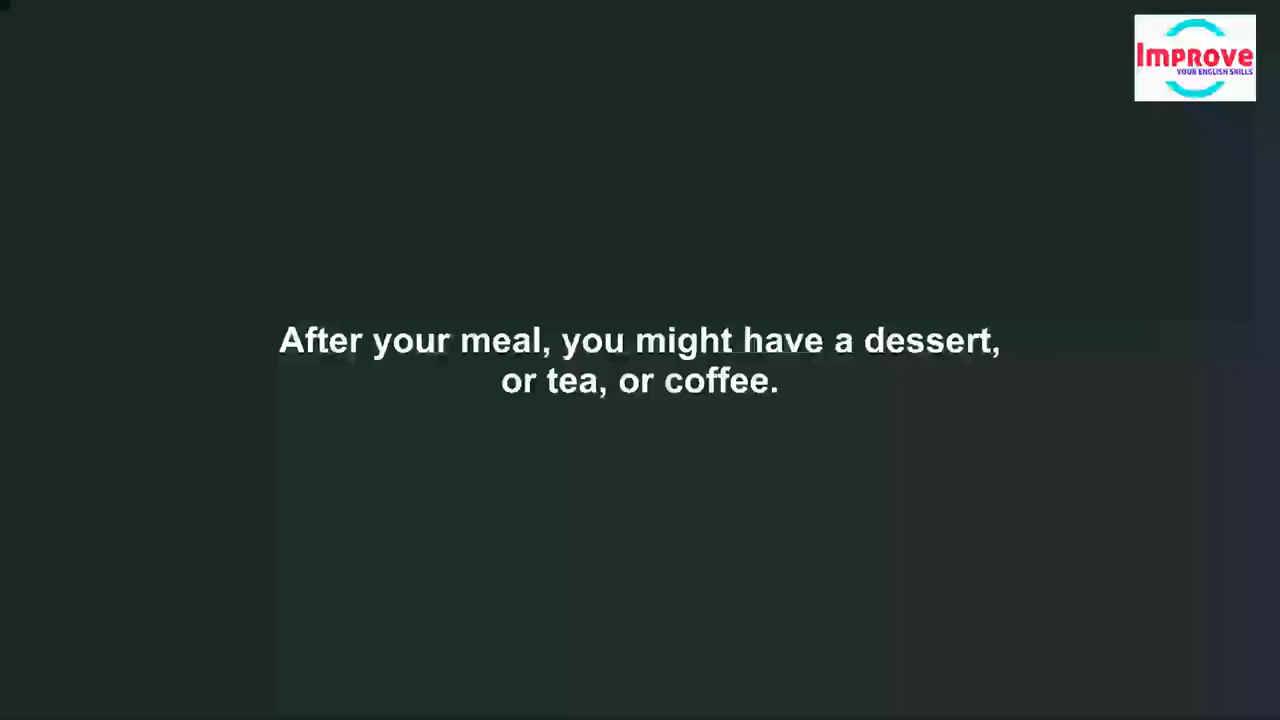 Improve
YOUR ENGLISH SKILLS
After your meal, you might have a dessert,
or tea, or coffee.